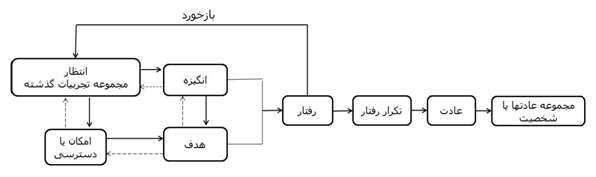 بازخورد
انتظار
مجموعه تجربیات گذشته
انگیزه
امکان یا
دسترسی
هدف
رفتار
تکرار رفتار
عادت
مجموعه عادتها یا
شخصیت